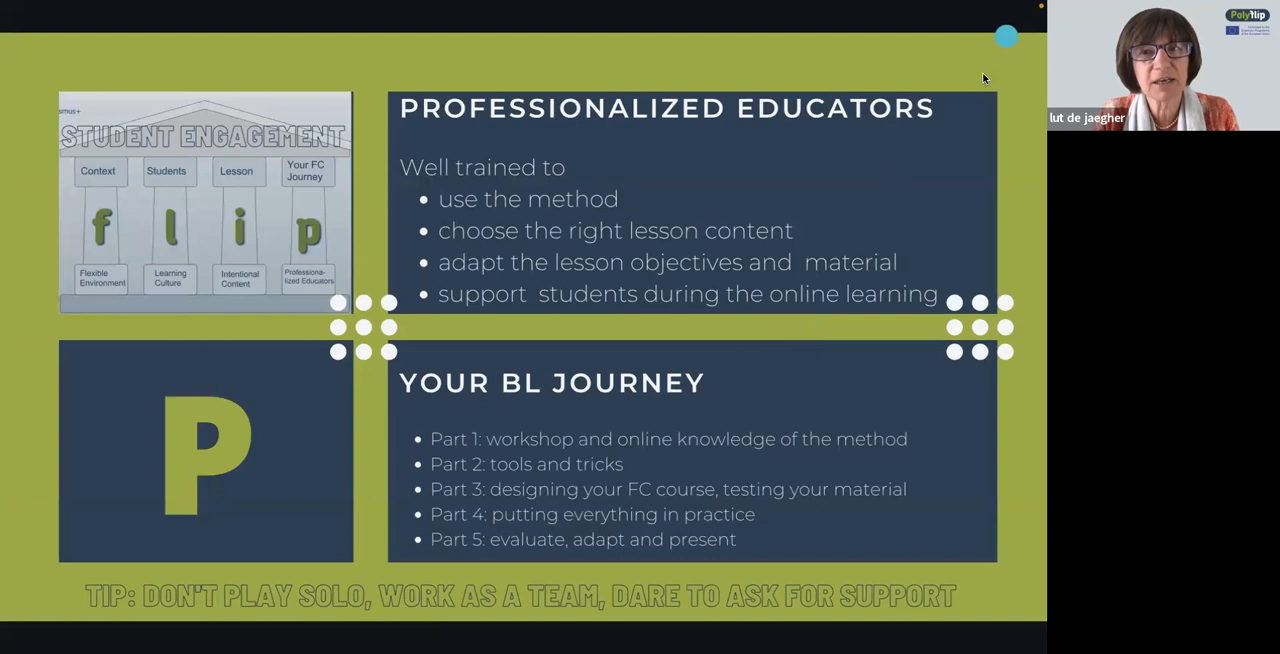 smus+
STUDENT ENGAGEMENT
Context
Students
Lesson
Your FC
Journey
f
l
i
p
Flexible
Environment
Learning
Culture
Intentional
Content
Professiona-
lized Educators
PROFESSIONALIZED EDUCATORS
Well trained to
• use the method
• choose the right lesson content
• adapt the lesson objectives and material
• support students during the online learning
P
YOUR BL JOURNEY
• Part 1: workshop and online knowledge of the method
• Part 2: tools and tricks
• Part 3: designing your FC course, testing your material
• Part 4: putting everything in practice
• Part 5: evaluate, adapt and present
TIP: DON'T PLAY SOLO, WORK AS A TEAM, DARE TO ASK FOR SUPPORT
Polyflip
lut de jaegher